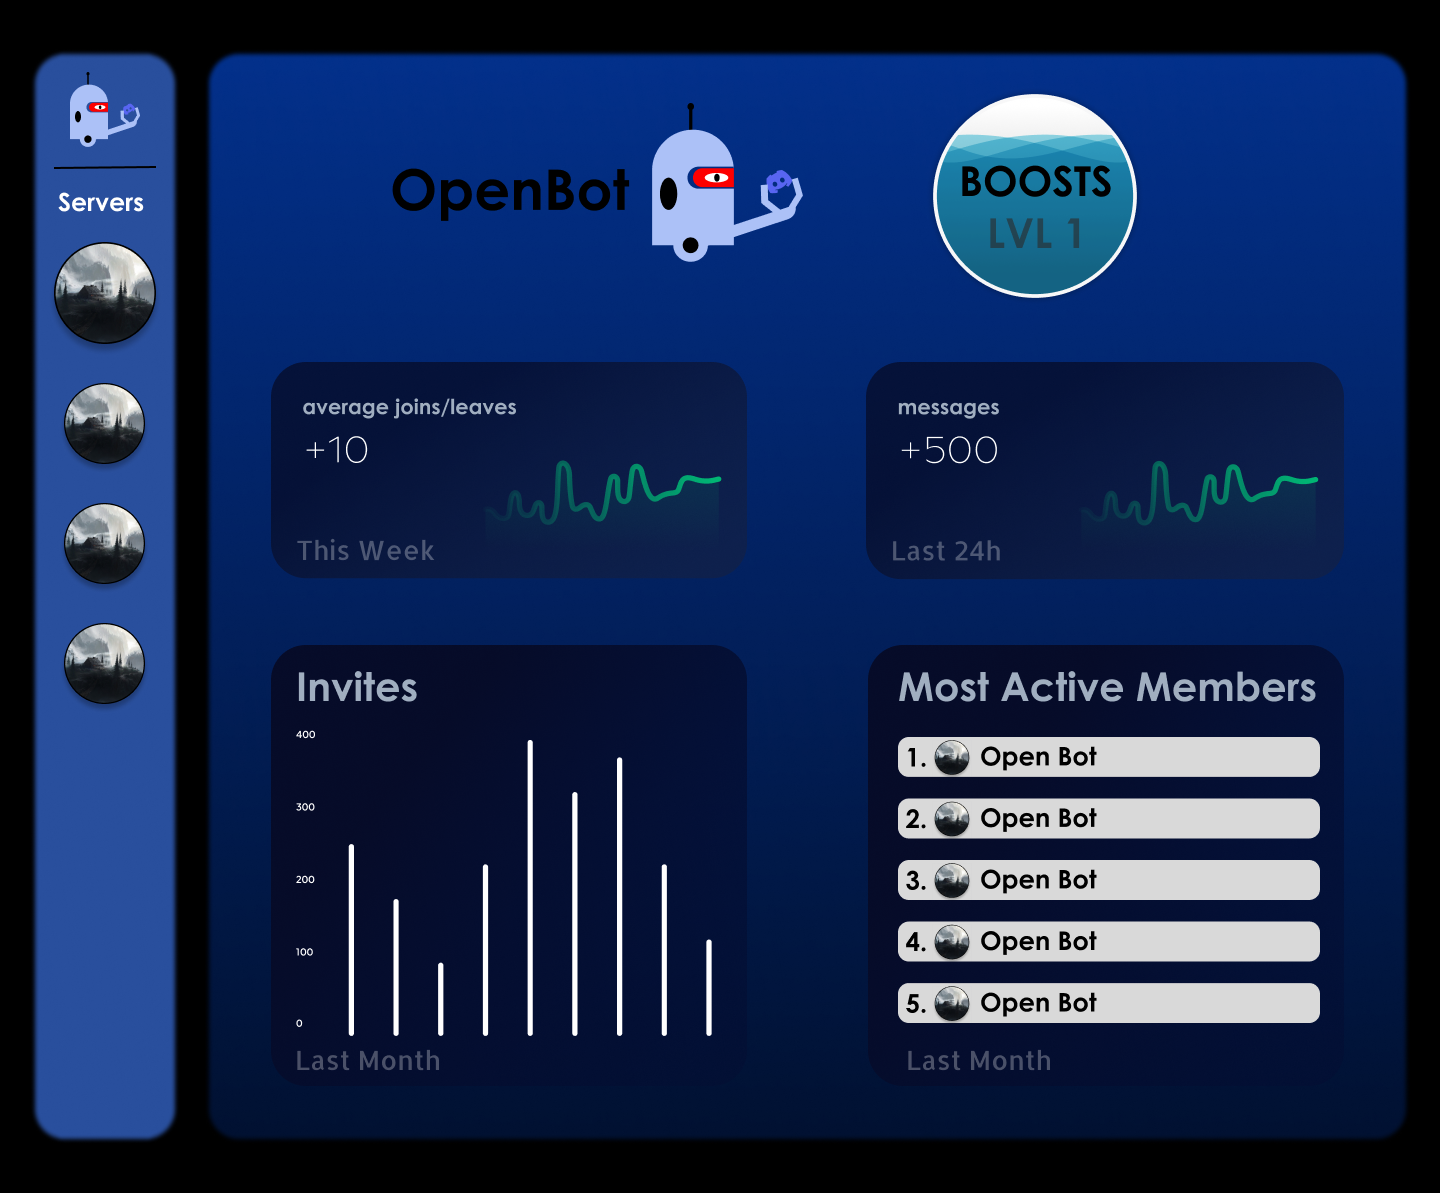 Servers
OpenBot
BOOSTS
LVL 1
average joins/leaves
+10
This Week
messages
+500
Last 24h
Invites
400
300
200
100
0
Last Month
Most Active Members
1. Open Bot
2. Open Bot
3. Open Bot
4. Open Bot
5. Open Bot
Last Month